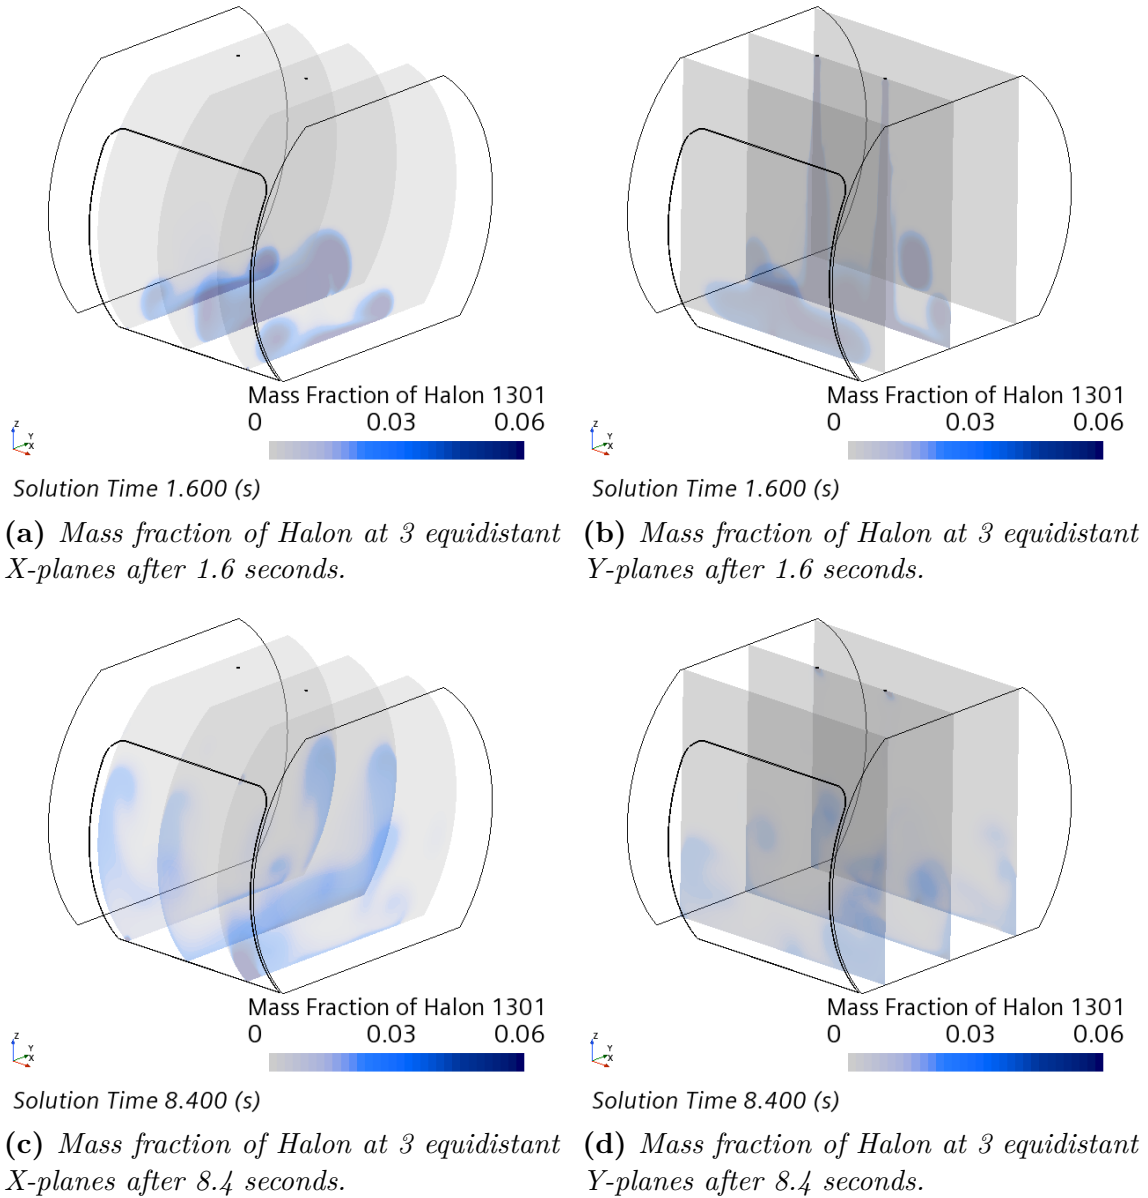 Mass Fraction of Halon 1301
0 0.03 0.06
Z
Y
X
Solution Time 1.600 (s)
(a) Mass fraction of Halon at 3 equidistant
X-planes after 1.6 seconds.
Mass Fraction of Halon 1301
0 0.03 0.06
Z
Y
X
Solution Time 1.600 (s)
(b) Mass fraction of Halon at 3 equidistant
Y-planes after 1.6 seconds.
Mass Fraction of Halon 1301
0 0.03 0.06
Z
Y
X
Solution Time 8.400 (s)
(c) Mass fraction of Halon at 3 equidistant
X-planes after 8.4 seconds.
Mass Fraction of Halon 1301
0 0.03 0.06
Z
Y
X
Solution Time 8.400 (s)
(d) Mass fraction of Halon at 3 equidistant
Y-planes after 8.4 seconds.